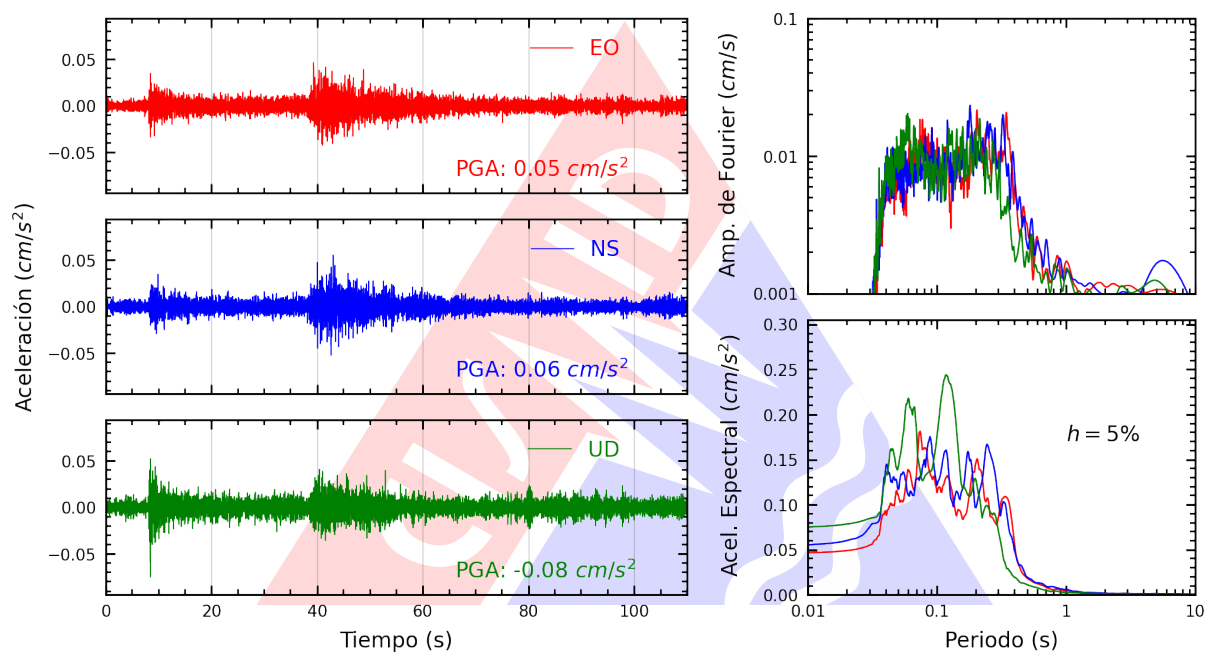 Aceleración (cm/s²)
0.05
0.00
−0.05
EO
PGA: 0.05 cm/s²
0.05
0.00
−0.05
NS
PGA: 0.06 cm/s²
0.05
0.00
−0.05
UD
PGA: -0.08 cm/s²
0 20 40 60 80 100
Tiempo (s)
Amp. de Fourier (cm/s)
0.1
0.01
0.001
Acel. Espectral (cm/s²)
0.30
0.25
0.20
0.15
0.10
0.05
0.00
h = 5%
0.01 0.1 1 10
Periodo (s)